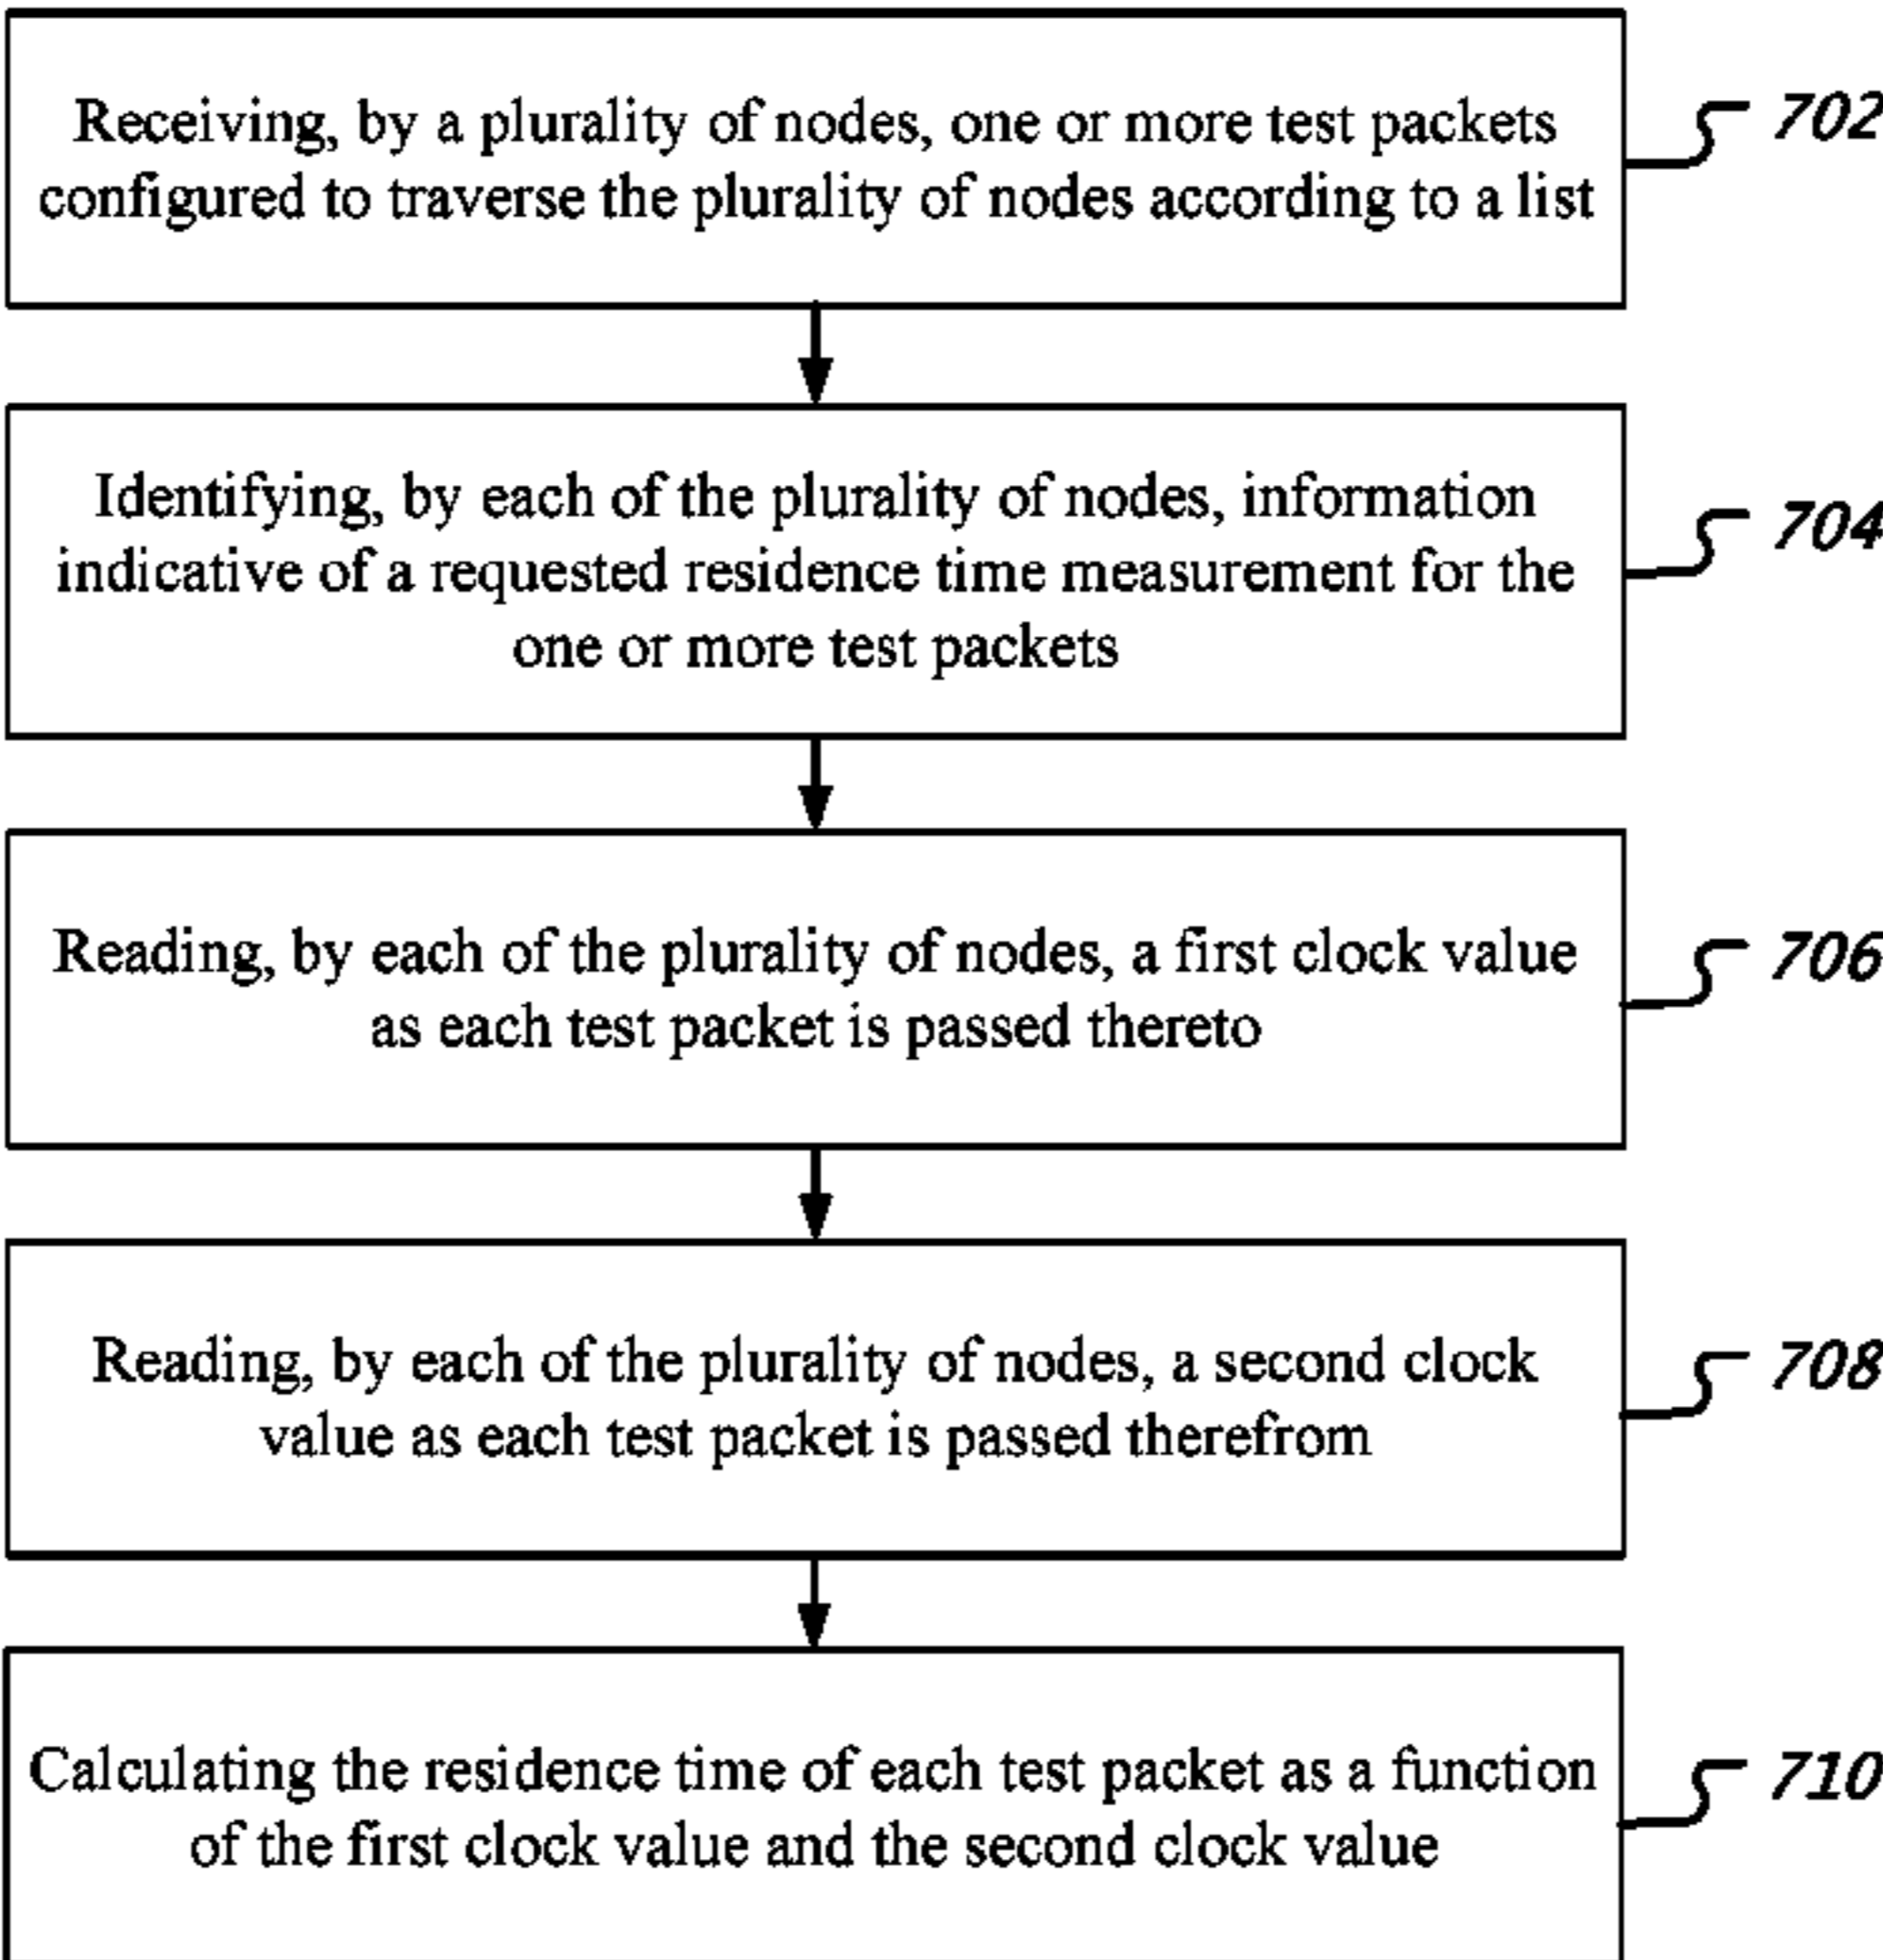 Receiving, by a plurality of nodes, one or more test packets
configured to traverse the plurality of nodes according to a list
702
Identifying, by each of the plurality of nodes, information
indicative of a requested residence time measurement for the
one or more test packets
704
Reading, by each of the plurality of nodes, a first clock value
as each test packet is passed thereto
706
Reading, by each of the plurality of nodes, a second clock
value as each test packet is passed therefrom
708
Calculating the residence time of each test packet as a function
of the first clock value and the second clock value
710